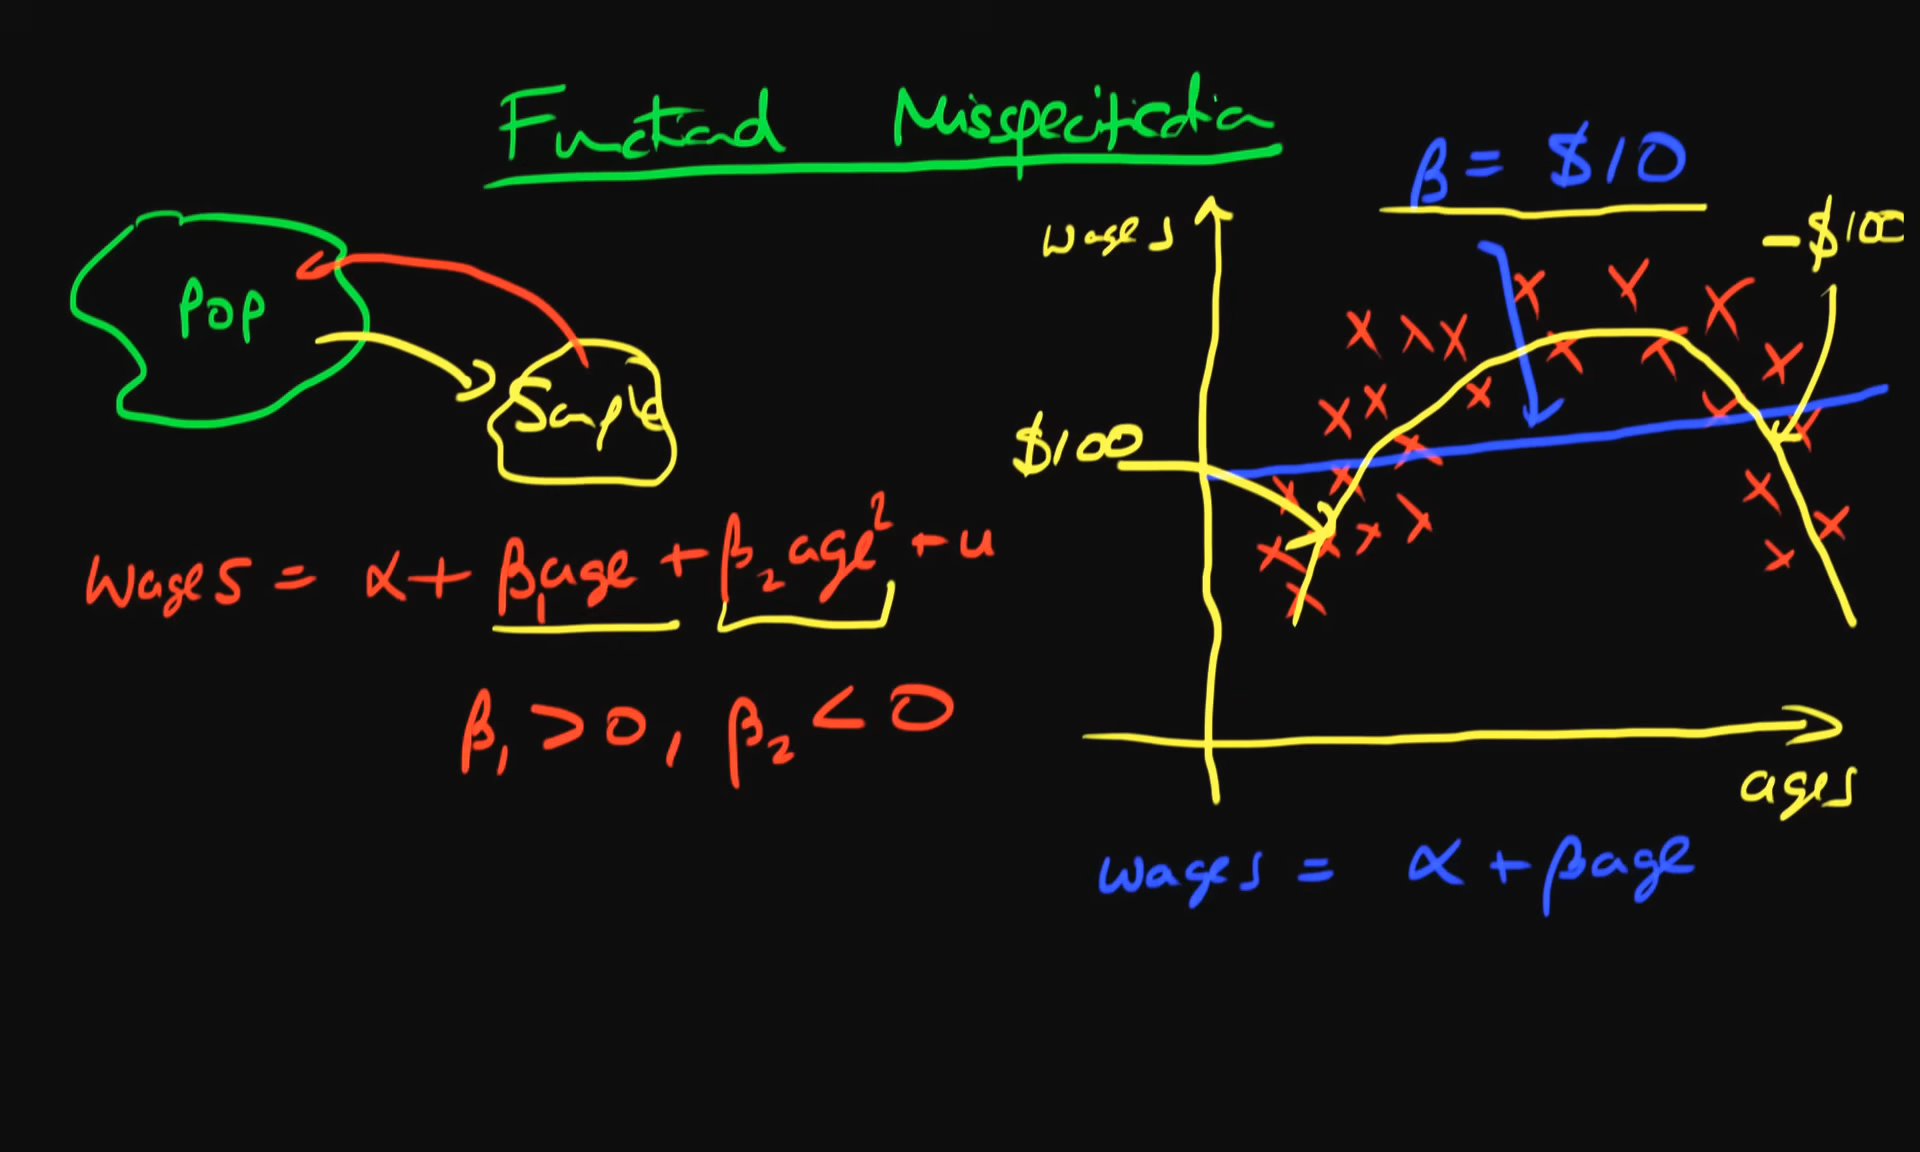 Functional Misspecification
β = $10
-$100
wages
Pop
Sample
$100
wages = α + β₁age + β₂age² + u
β₁ > 0, β₂ < 0
ages
wages = α + βage